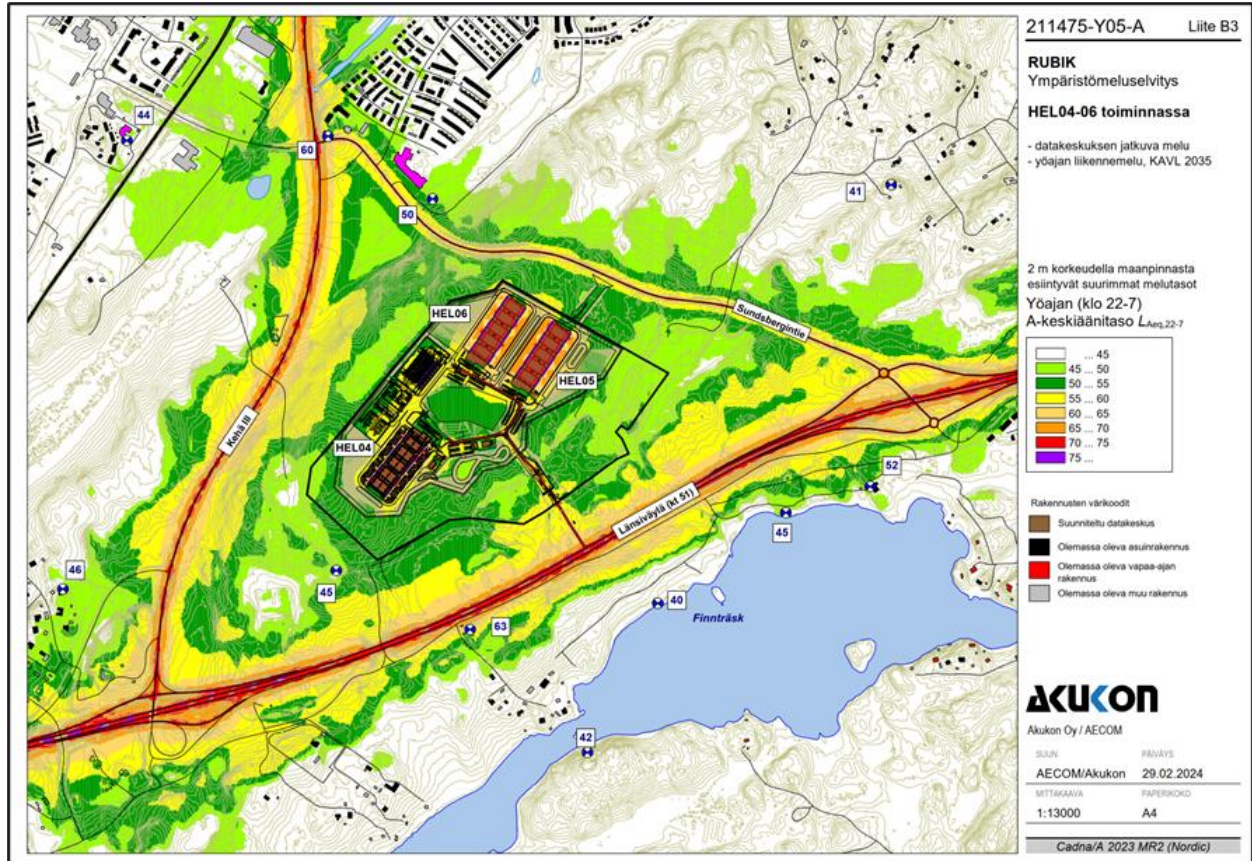 211475-Y05-A Liite B3
RUBIK
Ympäristömeluselvitys
HEL04-06 toiminnassa
- datakeskuksen jatkuva melu
- yöajan liikennemelu, KAVL 2035
2 m korkeudella maanpinnasta
esiintyvät suurimmat melutasot
Yöajan (klo 22-7)
A-keskiäänitaso LAeq,22-7
... 45
45 ... 50
50 ... 55
55 ... 60
60 ... 65
65 ... 70
70 ... 75
75 ...
Rakennusten värikoodit
Suunniteltu datakeskus
Olemassa oleva asuinrakennus
Olemassa oleva vapaa-ajan
rakennus
Olemassa oleva muu rakennus
AKUKON
Akukon Oy / AECOM
SUUN. PÄIVÄYS
AECOM/Akukon 29.02.2024
MITTAKAAVA PAPERIKOKO
1:13000 A4
Cadna/A 2023 MR2 (Nordic)
44
60
41
50
Sundsbergintie
HEL06
HEL05
Kehä III
HEL04
52
Länsiväylä (kt 51)
45
46
45
40
Finnträsk
63
42